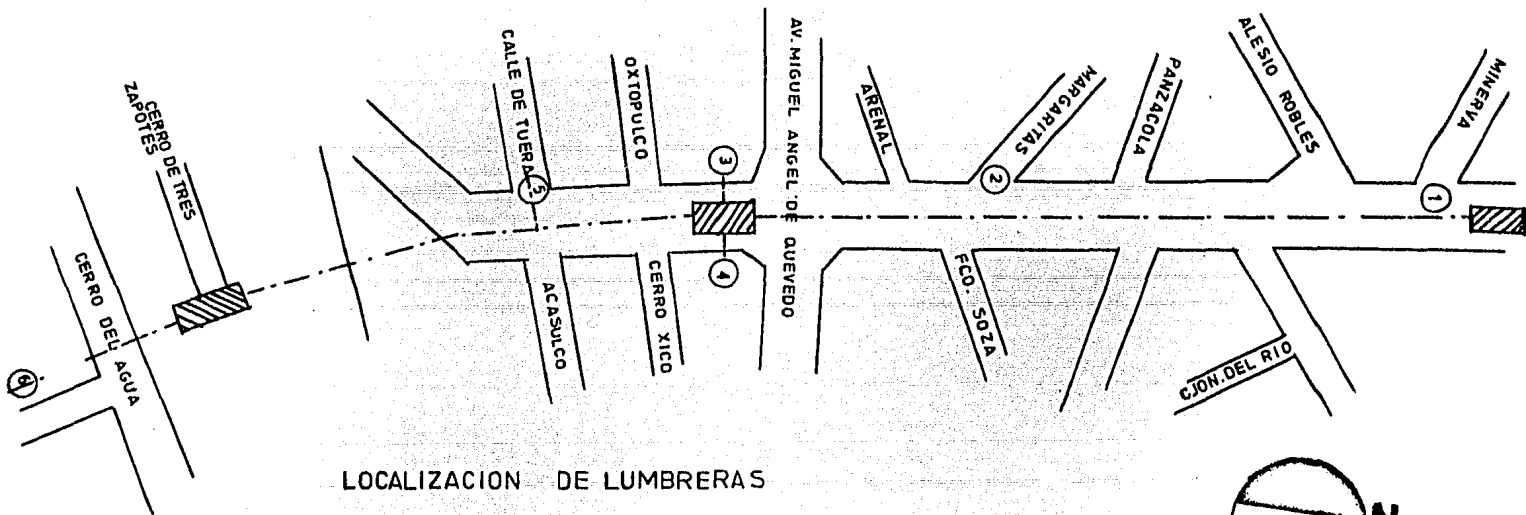 CERRO DE TRES
ZAPOTES
CALLE DE TUERA
OXTOPULCO
AV. MIGUEL ANGEL DE QUEVEDO
ARENAL
MARGARITAS
PANZACOLA
ALESIO ROBLES
MINERVA
3
2
1
5
4
6
CERRO DEL AGUA
ACASULCO
CERRO XICO
FCO. SOZA
CJON. DEL RIO
LOCALIZACION DE LUMBRERAS
N